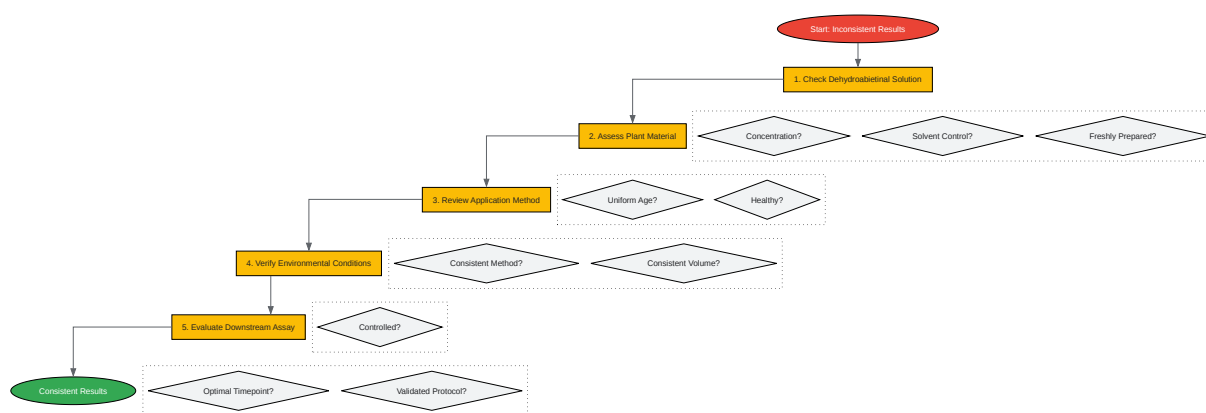 Start: Inconsistent Results
1. Check Dehydroabietinal Solution
2. Assess Plant Material
Concentration?
Solvent Control?
Freshly Prepared?
3. Review Application Method
Uniform Age?
Healthy?
4. Verify Environmental Conditions
Consistent Method?
Consistent Volume?
5. Evaluate Downstream Assay
Controlled?
Consistent Results
Optimal Timepoint?
Validated Protocol?